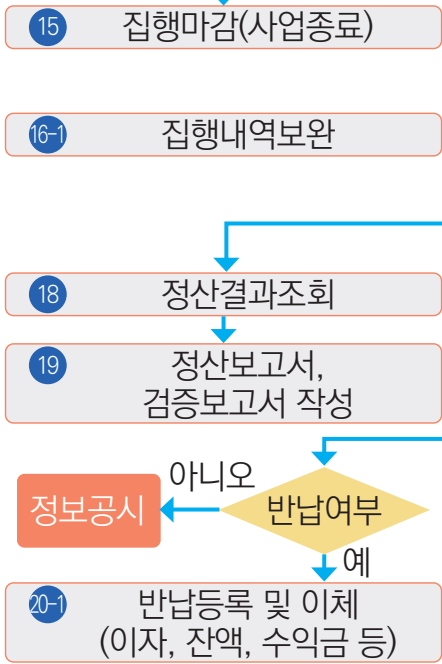 15 집행마감(사업종료)
16-1 집행내역보완
18 정산결과조회
19 정산보고서,
검증보고서 작성
아니오
정보공시 반납여부
예
20-1 반납등록 및 이체
(이자, 잔액, 수익금 등)